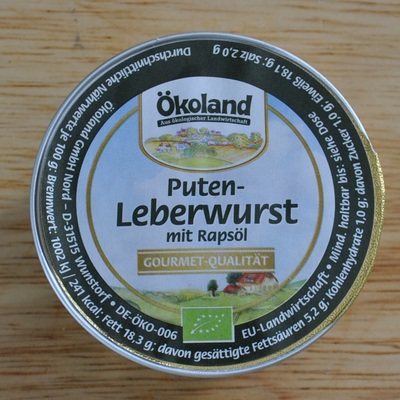 Ökoland
Aus ökologischer Landwirtschaft
Puten-
Leberwurst
mit Rapsöl
GOURMET-QUALITÄT
Ökoland GmbH Nord – D-31515 Wunstorf • DE-ÖKO-006
EU-Landwirtschaft • Mind. haltbar bis: siehe Dose
Durchschnittliche Nährwerte je 100 g: Brennwert: 1002 kJ / 241 kcal; Fett 18,3 g; davon gesättigte Fettsäuren 5,2 g; Kohlenhydrate 1,0 g; davon Zucker 1,0 g; Eiweiß 18,1 g; Salz 2,0 g